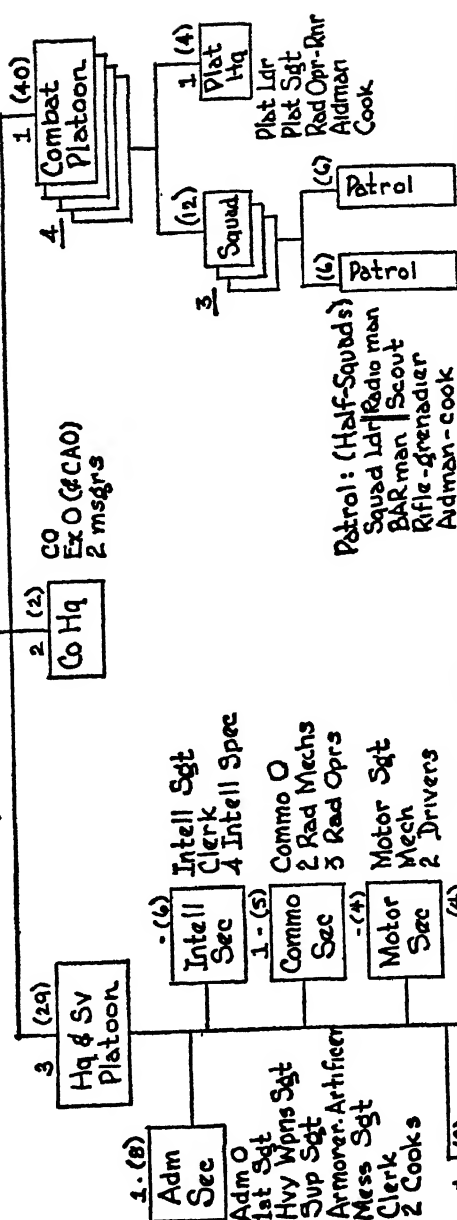 3 (29)
Hq & Sv
Platoon
2 (2)
Co Hq
CO
Ex O (& CAO)
2 msgrs
1 (40)
Combat
Platoon
4
1-(8)
Adm
Sec
Adm O
1st Sgt
Hvy Wpns Sgt
Sup Sgt
Armorer Artificer
Mess Sgt
Clerk
2 Cooks
-(6)
Intell
Sec
Intell Sgt
Clerk
4 Intell Spec
1-(5)
Commo
Sec
Commo O
2 Rad Mechs
3 Rad Oprs
-(4)
Motor
Sec
Motor Sgt
Mech
2 Drivers
(4)
(12)
Squad
3
1 (4)
Plat
Hq
Plat Ldr
Plat Sgt
Rad Opr-Rnr
Aidman
Cook
(6)
Patrol
(6)
Patrol
Patrol: (Half-Squads)
Squad Ldr|Radio man
BAR man | Scout
Rifle-grenadier
Aidman-cook